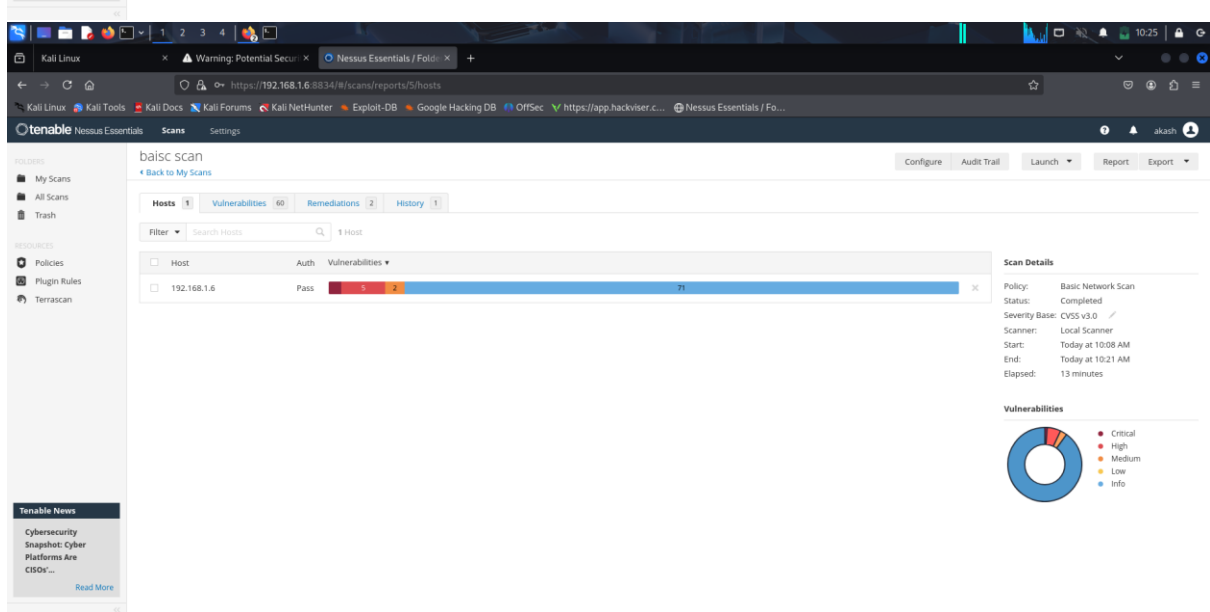 1 2 3 4
10:25
Kali Linux
Warning: Potential Securi
Nessus Essentials / Folde
https://192.168.1.6:8834/#/scans/reports/5/hosts
Kali Linux Kali Tools Kali Docs Kali Forums Kali NetHunter Exploit-DB Google Hacking DB OffSec https://app.hackviser.c... Nessus Essentials / Fo...
tenable Nessus Essentials Scans Settings
akash
FOLDERS
My Scans
All Scans
Trash
RESOURCES
Policies
Plugin Rules
Terrascan
Tenable News
Cybersecurity
Snapshot: Cyber
Platforms Are
CISOs'...
Read More
baisc scan
Back to My Scans
Configure Audit Trail Launch Report Export
Hosts 1 Vulnerabilities 60 Remediations 2 History 1
Filter Search Hosts 1 Host
Host Auth Vulnerabilities
192.168.1.6 Pass 5 2 71
Scan Details
Policy: Basic Network Scan
Status: Completed
Severity Base: CVSS v3.0
Scanner: Local Scanner
Start: Today at 10:08 AM
End: Today at 10:21 AM
Elapsed: 13 minutes
Vulnerabilities
Critical
High
Medium
Low
Info